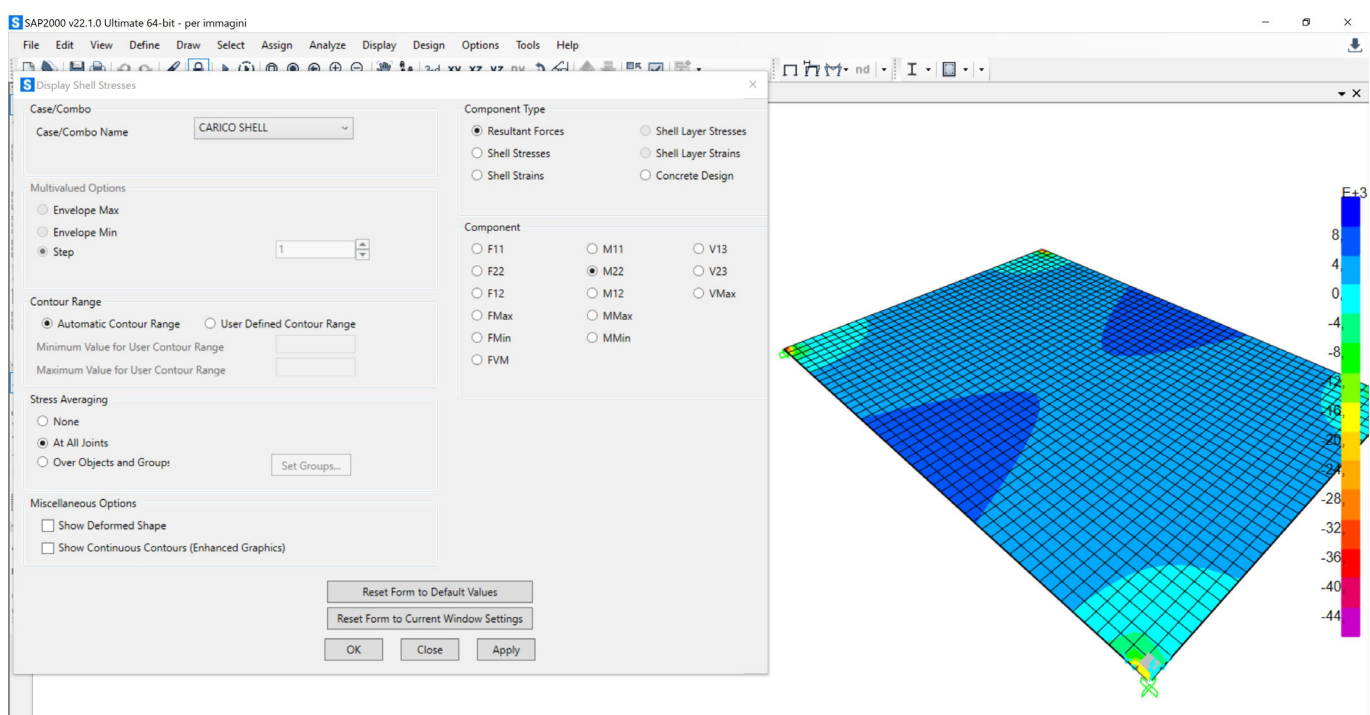 SAP2000 v22.1.0 Ultimate 64-bit - per immagini
File Edit View Define Draw Select Assign Analyze Display Design Options Tools Help
nd
Display Shell Stresses
Case/Combo
Case/Combo Name CARICO SHELL
Multivalued Options
Envelope Max
Envelope Min
Step 1
Contour Range
Automatic Contour Range User Defined Contour Range
Minimum Value for User Contour Range
Maximum Value for User Contour Range
Stress Averaging
None
At All Joints
Over Objects and Groups
Set Groups...
Miscellaneous Options
Show Deformed Shape
Show Continuous Contours (Enhanced Graphics)
Component Type
Resultant Forces Shell Layer Stresses
Shell Stresses Shell Layer Strains
Shell Strains Concrete Design
Component
F11 M11 V13
F22 M22 V23
F12 M12 VMax
FMax MMax
FMin MMin
FVM
Reset Form to Default Values
Reset Form to Current Window Settings
OK Close Apply
E+3
8,
4,
0,
-4,
-8,
-12,
-16,
-20,
-24,
-28,
-32,
-36,
-40,
-44,